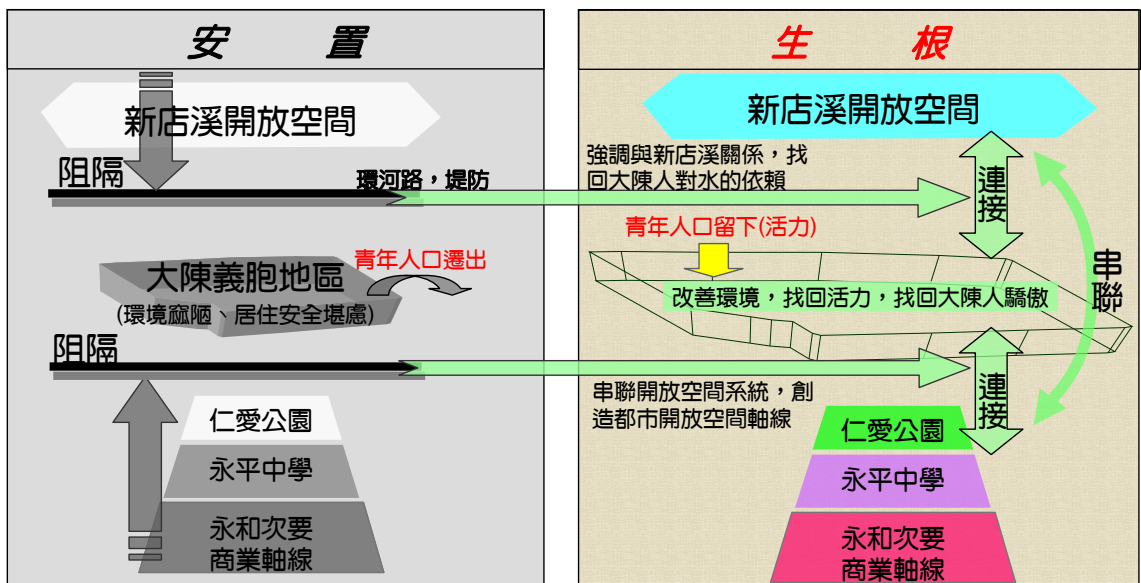 安 置
新店溪開放空間
阻隔
環河路，堤防
大陳義胞地區
(環境窳陋、居住安全堪慮)
青年人口遷出
阻隔
仁愛公園
永平中學
永和次要
商業軸線
生 根
新店溪開放空間
強調與新店溪關係，找
回大陳人對水的依賴
連接
青年人口留下(活力)
改善環境，找回活力，找回大陳人驕傲
串聯
串聯開放空間系統，創
造都市開放空間軸線
連接
仁愛公園
永平中學
永和次要
商業軸線